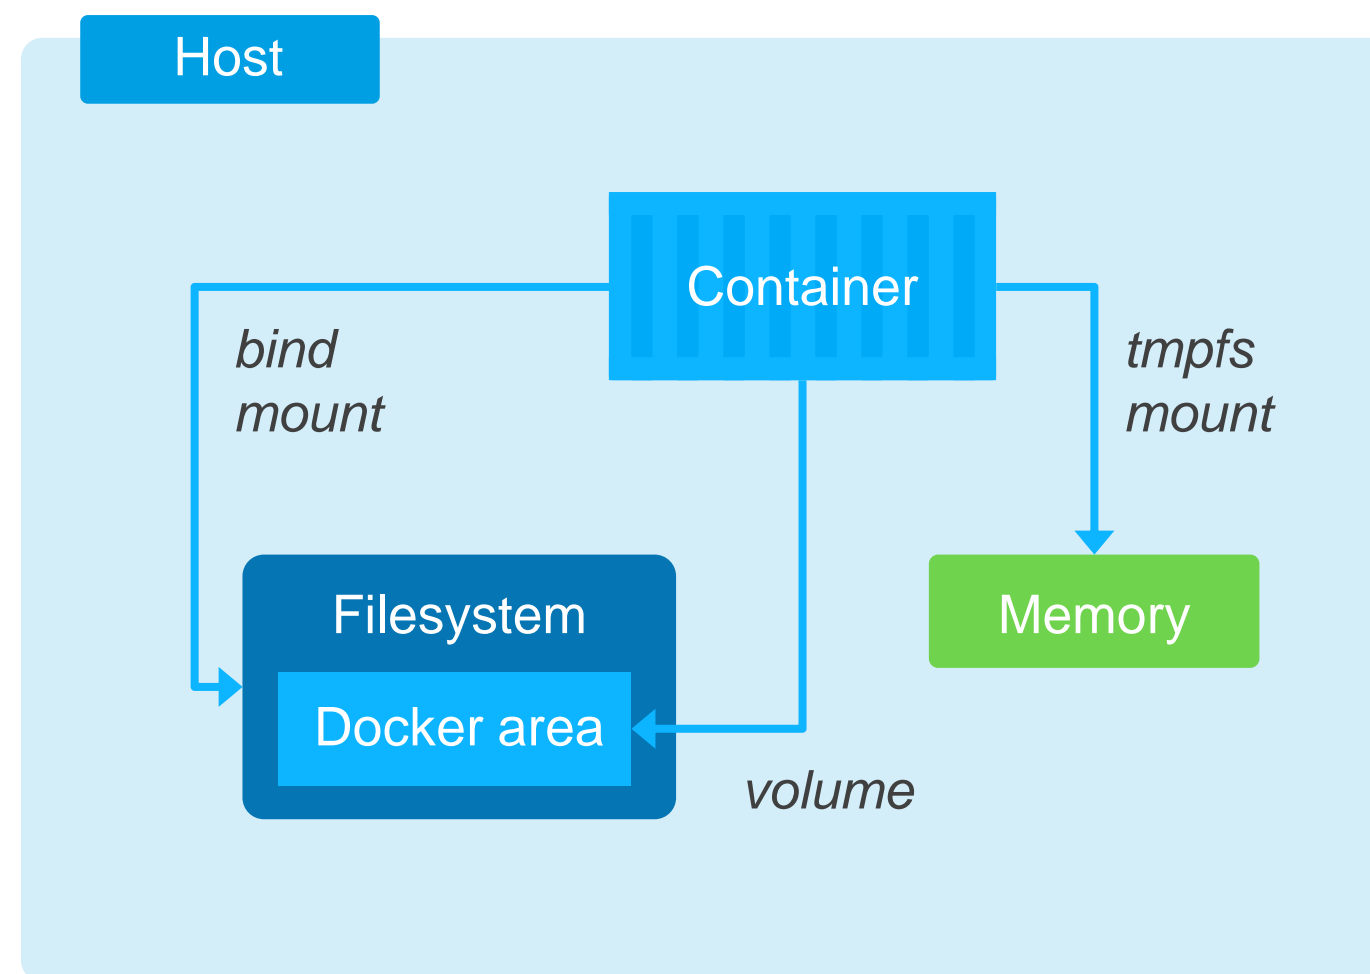 Host
Container
bind
mount
tmpfs
mount
Filesystem
Memory
Docker area
volume